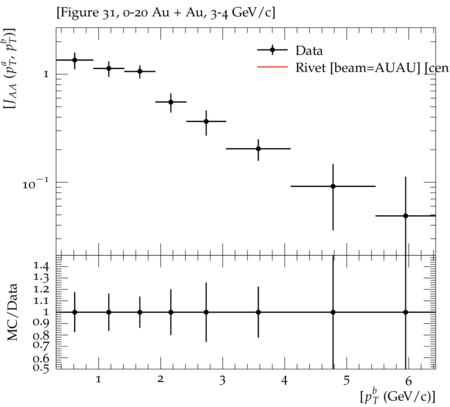 [Figure 31, 0-20 Au + Au, 3-4 GeV/c]
[J_AA (p_T^a, p_T^b)]
Data
Rivet [beam=AUAU] [cen
1
10^−1
MC/Data
1.4
1.3
1.2
1.1
1
0.9
0.8
0.7
0.6
0.5
1 2 3 4 5 6
[p_T^b (GeV/c)]